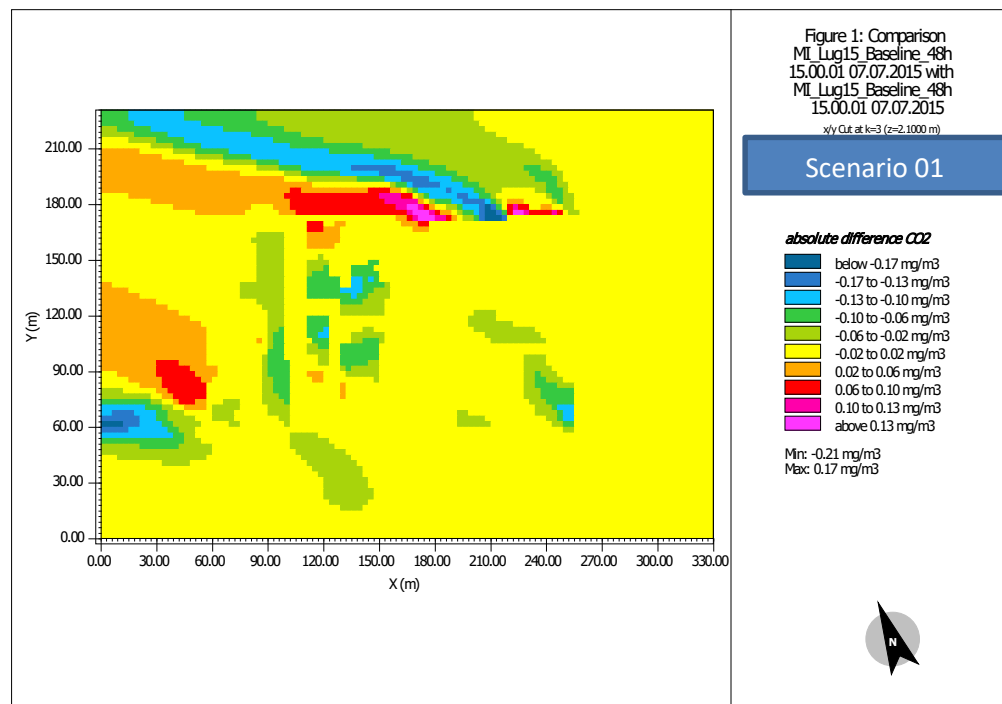 Figure 1: Comparison
MI_Lug15_Baseline_48h
15.00.01 07.07.2015 with
MI_Lug15_Baseline_48h
15.00.01 07.07.2015
x/y Cut at k=3 (z=2.1000 m)
Scenario 01
absolute difference CO2
below -0.17 mg/m3
-0.17 to -0.13 mg/m3
-0.13 to -0.10 mg/m3
-0.10 to -0.06 mg/m3
-0.06 to -0.02 mg/m3
-0.02 to 0.02 mg/m3
0.02 to 0.06 mg/m3
0.06 to 0.10 mg/m3
0.10 to 0.13 mg/m3
above 0.13 mg/m3
Min: -0.21 mg/m3
Max: 0.17 mg/m3
N
210.00
180.00
150.00
120.00
90.00
60.00
30.00
0.00
Y (m)
0.00 30.00 60.00 90.00 120.00 150.00 180.00 210.00 240.00 270.00 300.00 330.00
X (m)